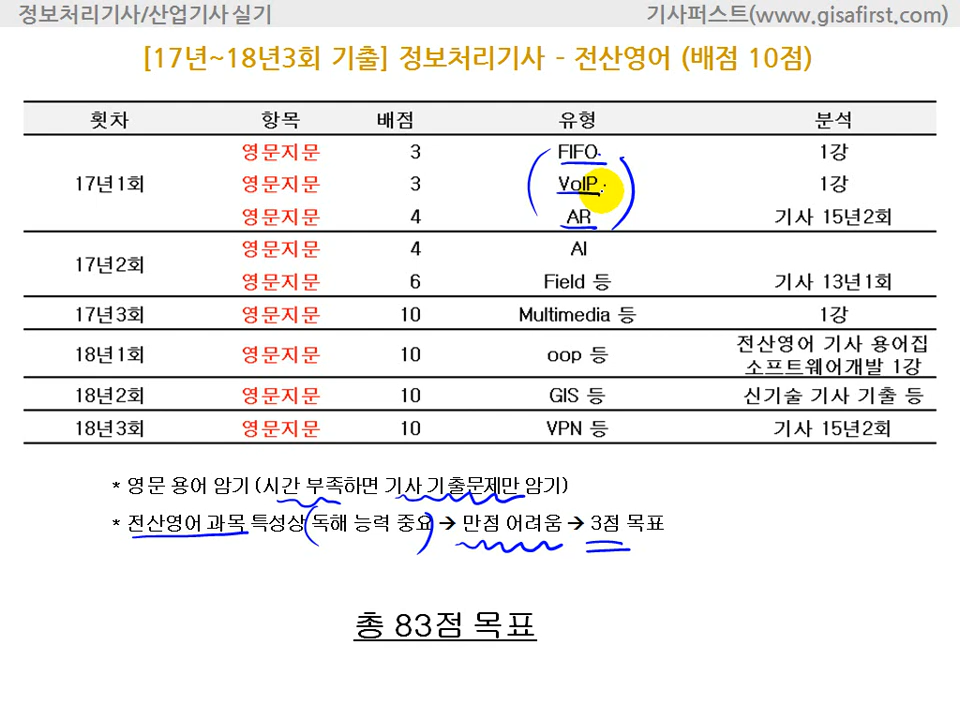 정보처리기사/산업기사 실기 기사퍼스트(www.gisafirst.com)
[17년~18년3회 기출] 정보처리기사 - 전산영어 (배점 10점)
횟차 항목 배점 유형 분석
17년1회 영문지문 3 FIFO 1강
영문지문 3 VoIP 1강
영문지문 4 AR 기사 15년2회
17년2회 영문지문 4 AI
영문지문 6 Field 등 기사 13년1회
17년3회 영문지문 10 Multimedia 등 1강
18년1회 영문지문 10 oop 등 전산영어 기사 용어집
소프트웨어개발 1강
18년2회 영문지문 10 GIS 등 신기술 기사 기출 등
18년3회 영문지문 10 VPN 등 기사 15년2회
* 영문 용어 암기 (시간 부족하면 기사 기출문제만 암기)
* 전산영어 과목 특성상 독해 능력 중요 → 만점 어려움 → 3점 목표
총 83점 목표